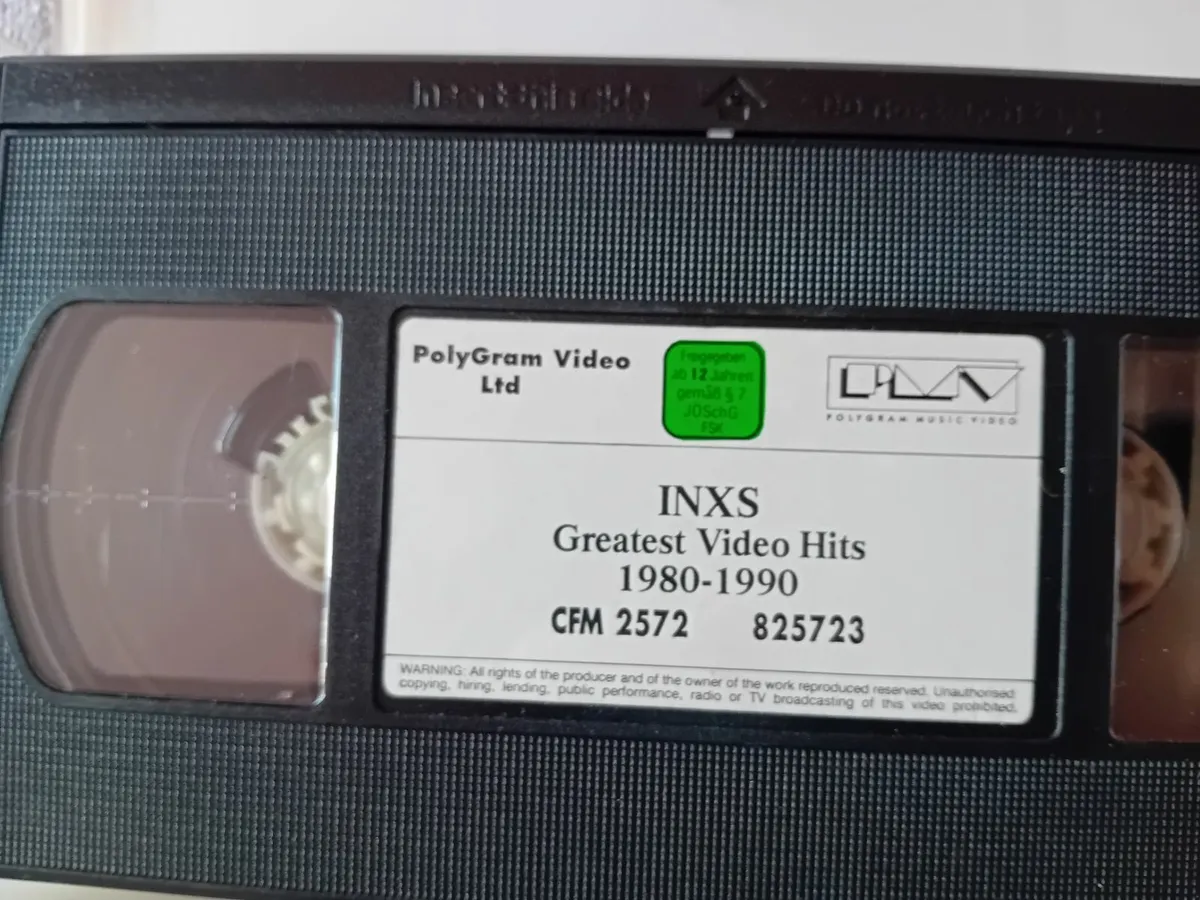 PolyGram Video
Ltd
Freigegeben
ab 12 Jahren
gemäß § 7
JÖSchG
FSK
PMV
POLYGRAM MUSIC VIDEO
INXS
Greatest Video Hits
1980-1990
CFM 2572 825723
WARNING: All rights of the producer and of the owner of the work reproduced reserved. Unauthorised
copying, hiring, lending, public performance, radio or TV broadcasting of this video prohibited.